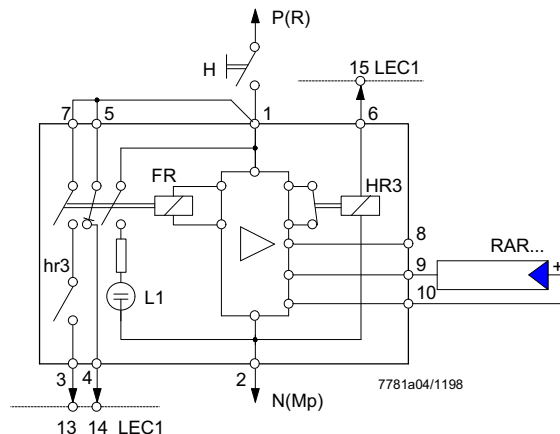 P(R)
H
15 LEC1
7 5 1 6
FR
HR3
8
RAR...
9
+
10
hr3
L1
3 4 2
7781a04/1198
N(Mp)
13 14 LEC1